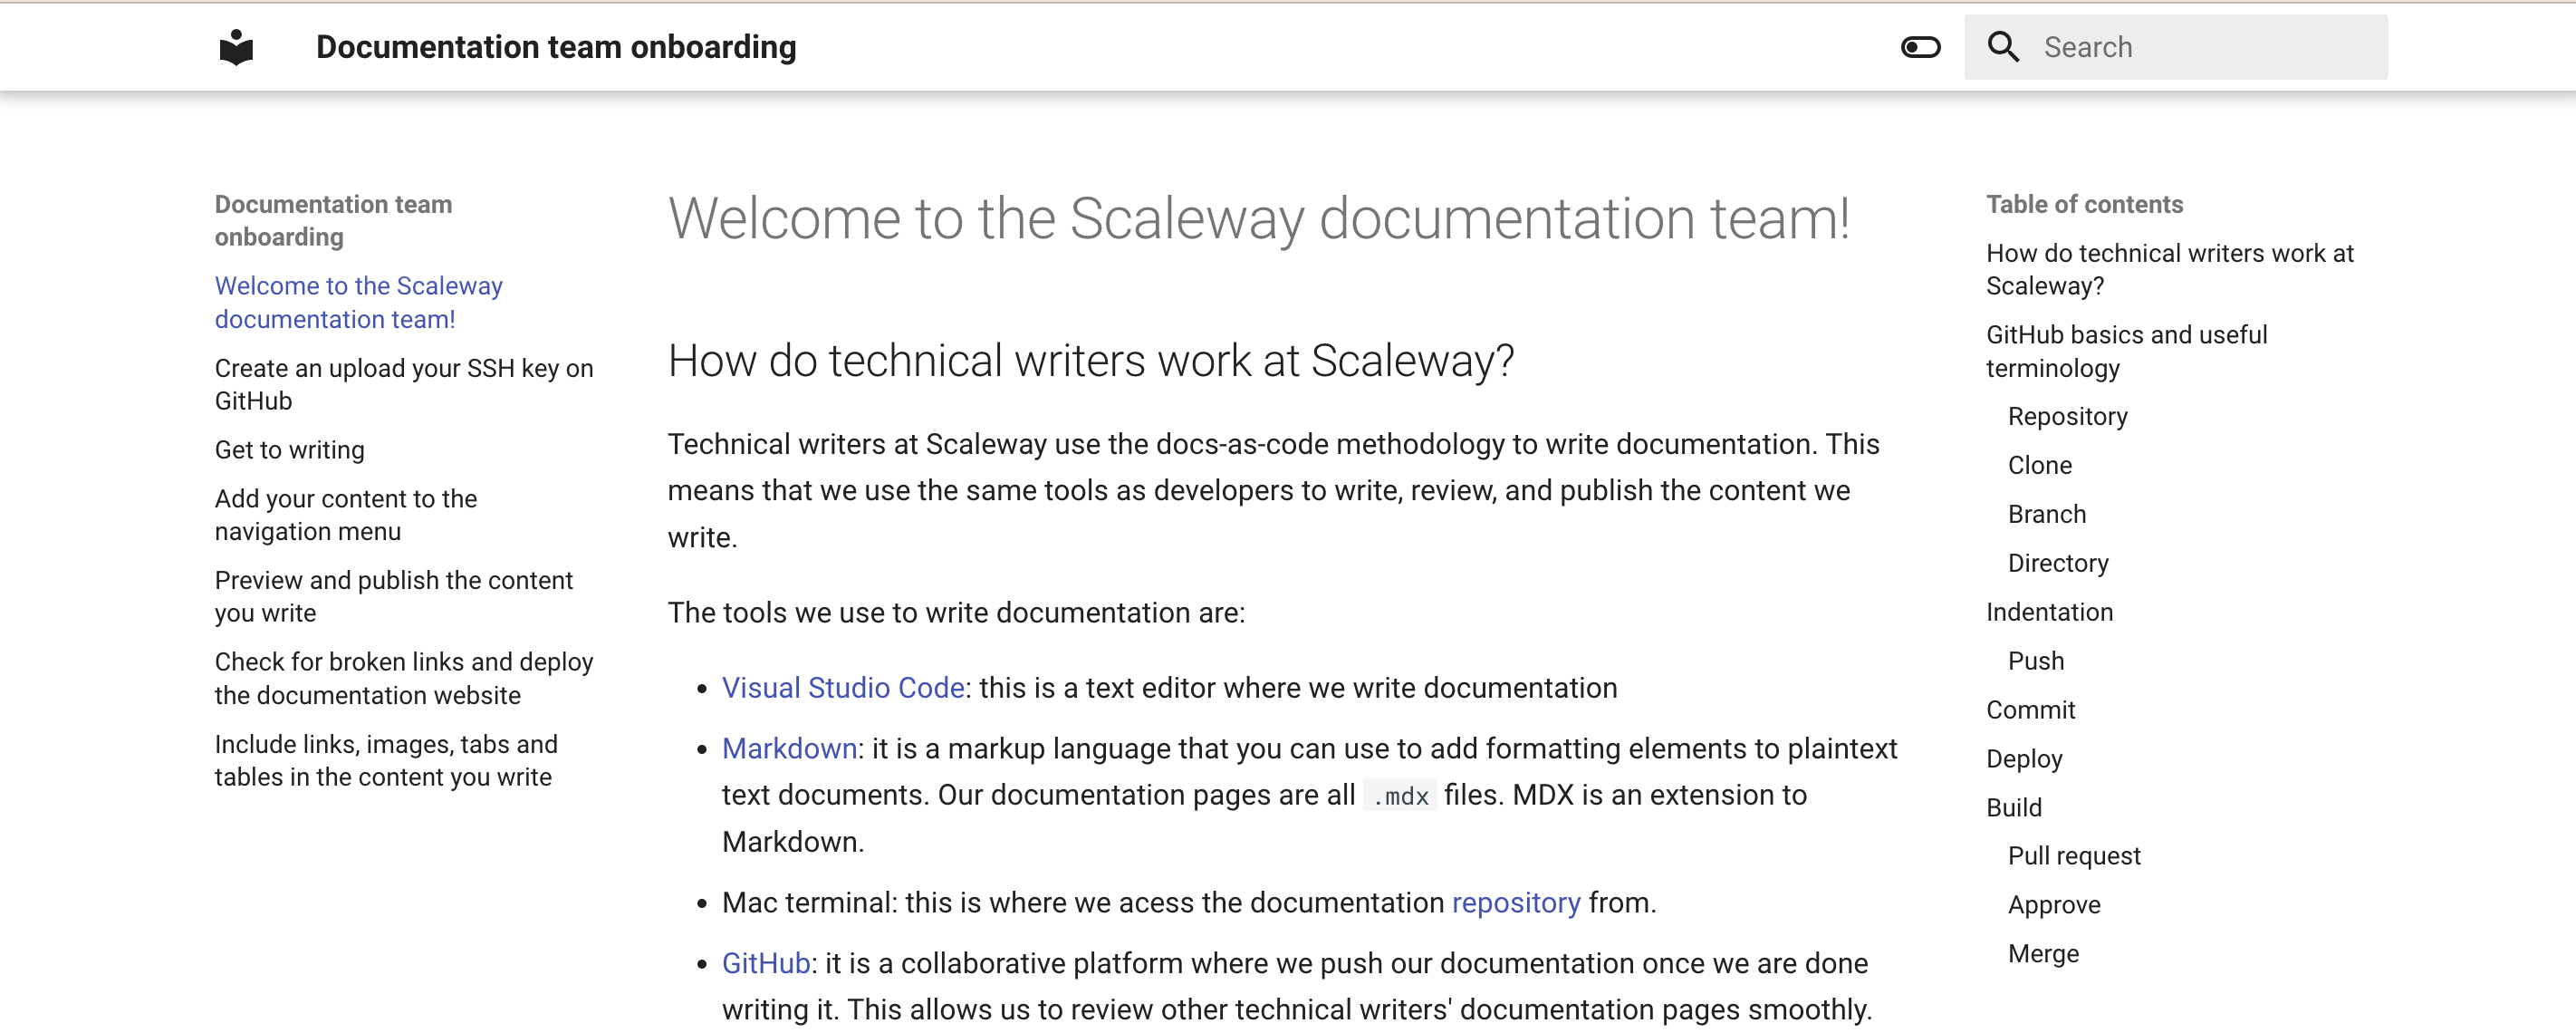 Documentation team onboarding
Search
Documentation team
onboarding
Welcome to the Scaleway
documentation team!
Create an upload your SSH key on
GitHub
Get to writing
Add your content to the
navigation menu
Preview and publish the content
you write
Check for broken links and deploy
the documentation website
Include links, images, tabs and
tables in the content you write
Welcome to the Scaleway documentation team!
How do technical writers work at Scaleway?
Technical writers at Scaleway use the docs-as-code methodology to write documentation. This
means that we use the same tools as developers to write, review, and publish the content we
write.
The tools we use to write documentation are:
• Visual Studio Code: this is a text editor where we write documentation
• Markdown: it is a markup language that you can use to add formatting elements to plaintext
text documents. Our documentation pages are all .mdx files. MDX is an extension to
Markdown.
• Mac terminal: this is where we acess the documentation repository from.
• GitHub: it is a collaborative platform where we push our documentation once we are done
writing it. This allows us to review other technical writers' documentation pages smoothly.
Table of contents
How do technical writers work at
Scaleway?
GitHub basics and useful
terminology
Repository
Clone
Branch
Directory
Indentation
Push
Commit
Deploy
Build
Pull request
Approve
Merge